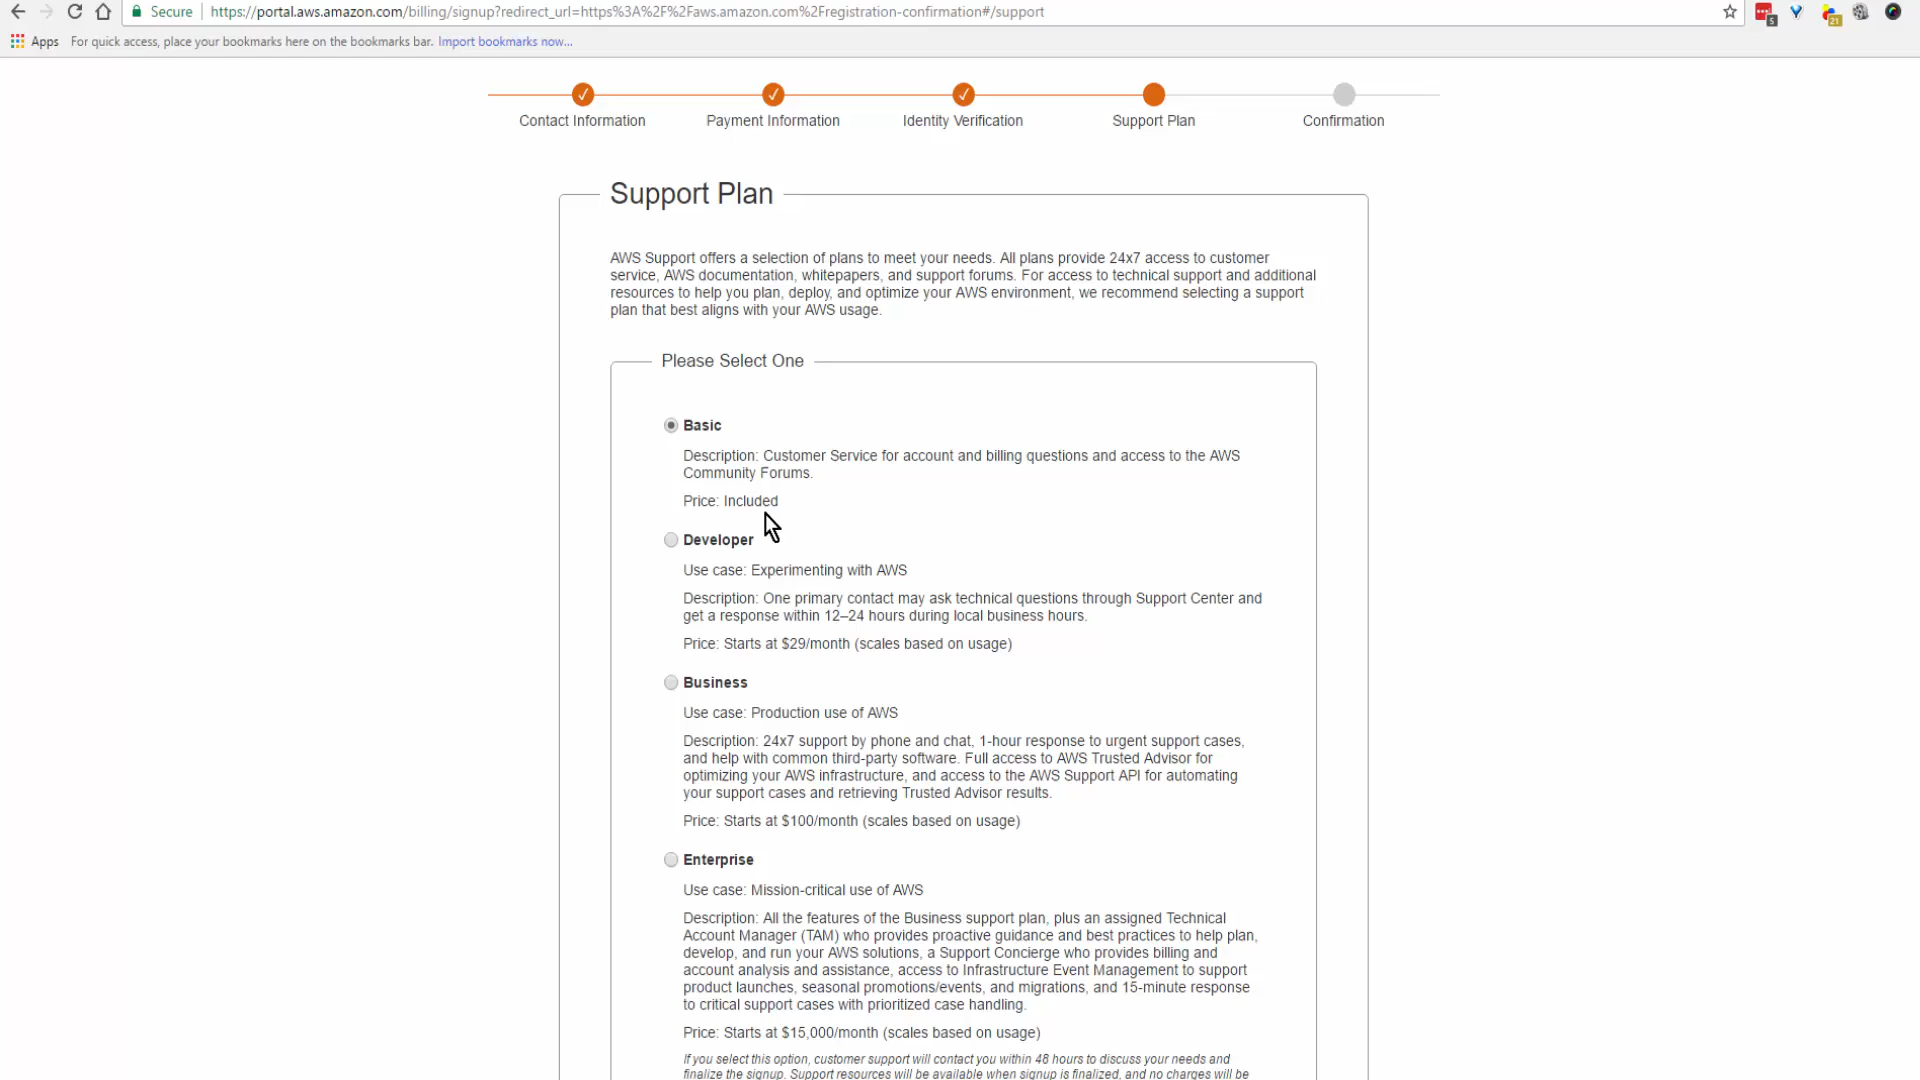 Secure https://portal.aws.amazon.com/billing/signup?redirect_url=https%3A%2F%2Faws.amazon.com%2Fregistration-confirmation#/support
5
21
Apps For quick access, place your bookmarks here on the bookmarks bar. Import bookmarks now...
Contact Information Payment Information Identity Verification Support Plan Confirmation
Support Plan
AWS Support offers a selection of plans to meet your needs. All plans provide 24x7 access to customer
service, AWS documentation, whitepapers, and support forums. For access to technical support and additional
resources to help you plan, deploy, and optimize your AWS environment, we recommend selecting a support
plan that best aligns with your AWS usage.
Please Select One
Basic
Description: Customer Service for account and billing questions and access to the AWS
Community Forums.
Price: Included
Developer
Use case: Experimenting with AWS
Description: One primary contact may ask technical questions through Support Center and
get a response within 12–24 hours during local business hours.
Price: Starts at $29/month (scales based on usage)
Business
Use case: Production use of AWS
Description: 24x7 support by phone and chat, 1-hour response to urgent support cases,
and help with common third-party software. Full access to AWS Trusted Advisor for
optimizing your AWS infrastructure, and access to the AWS Support API for automating
your support cases and retrieving Trusted Advisor results.
Price: Starts at $100/month (scales based on usage)
Enterprise
Use case: Mission-critical use of AWS
Description: All the features of the Business support plan, plus an assigned Technical
Account Manager (TAM) who provides proactive guidance and best practices to help plan,
develop, and run your AWS solutions, a Support Concierge who provides billing and
account analysis and assistance, access to Infrastructure Event Management to support
product launches, seasonal promotions/events, and migrations, and 15-minute response
to critical support cases with prioritized case handling.
Price: Starts at $15,000/month (scales based on usage)
If you select this option, customer support will contact you within 48 hours to discuss your needs and
finalize the signup. Support resources will be available when signup is finalized, and no charges will be